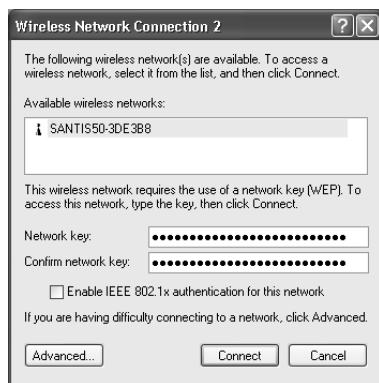 Wireless Network Connection 2
The following wireless network(s) are available. To access a
wireless network, select it from the list, and then click Connect.
Available wireless networks:
SANTIS50-3DE3B8
This wireless network requires the use of a network key (WEP). To
access this network, type the key, then click Connect.
Network key: ••••••••••••••••••••••••••
Confirm network key: ••••••••••••••••••••••••••
Enable IEEE 802.1x authentication for this network
If you are having difficulty connecting to a network, click Advanced.
Advanced... Connect Cancel